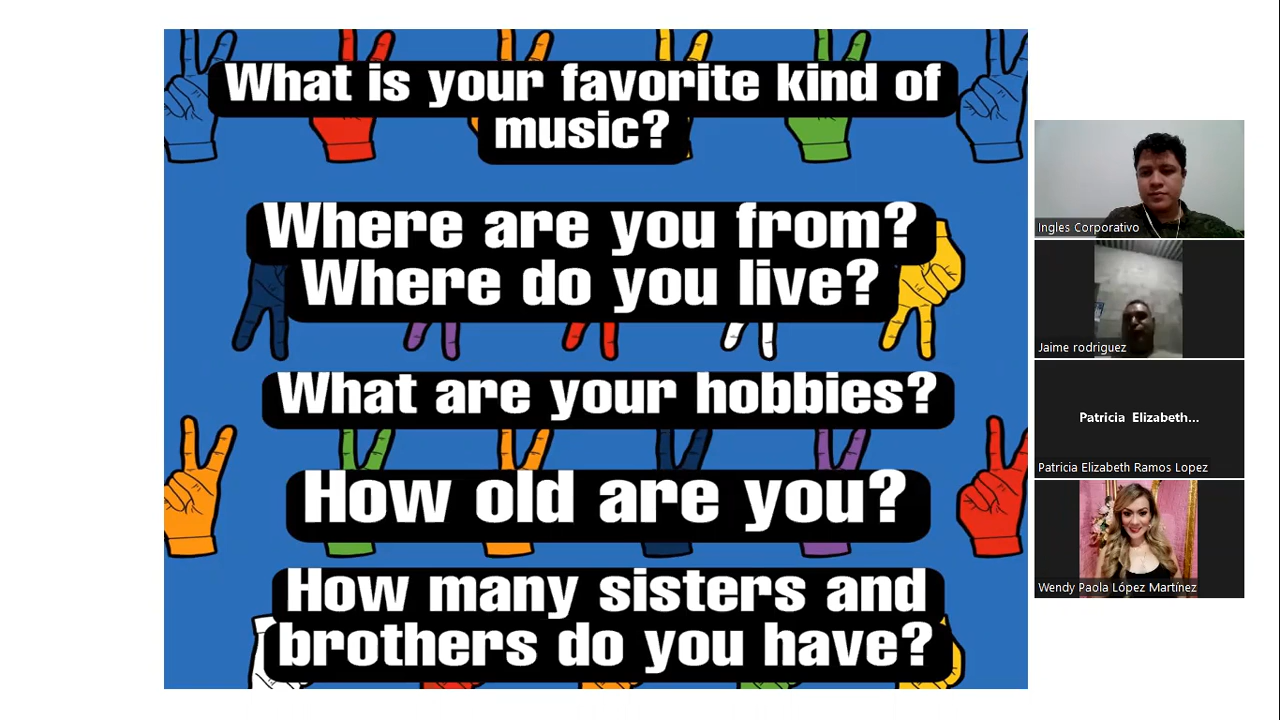 What is your favorite kind of
music?
Where are you from?
Where do you live?
What are your hobbies?
How old are you?
How many sisters and
brothers do you have?
Ingles Corporativo
Jaime rodriguez
Patricia Elizabeth...
Patricia Elizabeth Ramos Lopez
Wendy Paola López Martínez